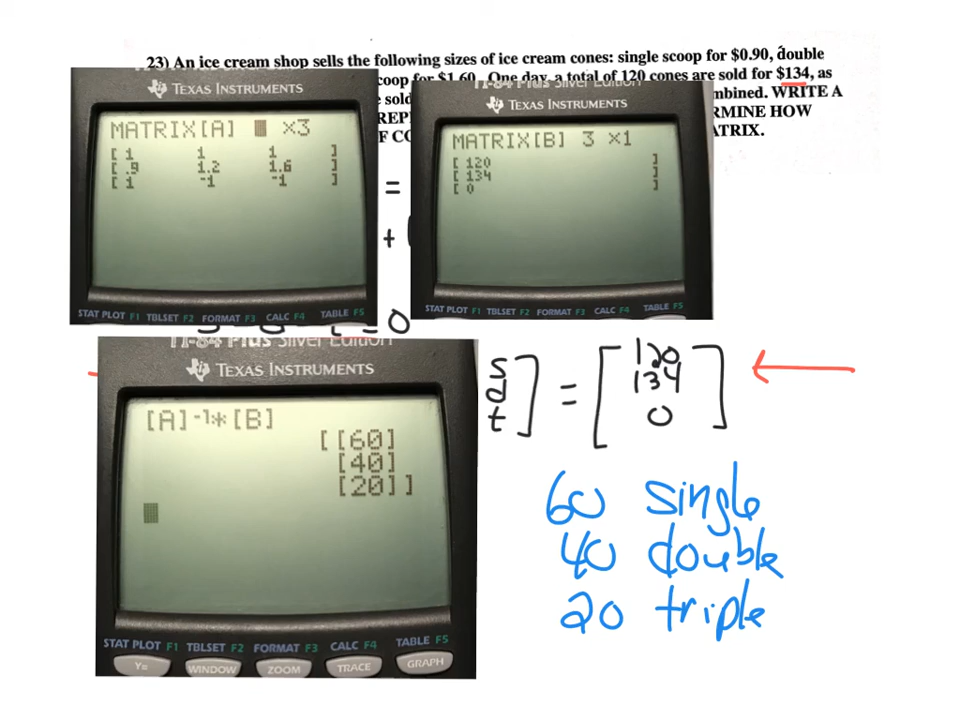 23) An ice cream shop sells the following sizes of ice cream cones: single scoop for $0.90, double
coop for $1.60. One day, a total of 120 cones are sold for $134, as
e sold
mbined. WRITE A
REP
RMINE HOW
F CO
ATRIX.
TEXAS INSTRUMENTS
MATRIX[A] ×3
[ 1 1 1 ]
[ .9 1.2 1.6 ]
[ 1 -1 -1 ]
STAT PLOT F1 TBLSET F2 FORMAT F3 CALC F4 TABLE F5
TI-84 Plus Silver Edition
TEXAS INSTRUMENTS
MATRIX[B] 3 ×1
[ 120 ]
[ 134 ]
[ 0 ]
STAT PLOT F1 TBLSET F2 FORMAT F3 CALC F4 TABLE F5
=
+
= 0
TI-84 Plus Silver Edition
TEXAS INSTRUMENTS
[A]-1*[B]
[[60]
[40]
[20]]
STAT PLOT F1 TBLSET F2 FORMAT F3 CALC F4 TABLE F5
Y= WINDOW ZOOM TRACE GRAPH
s 120
d ] = [ 134 ]
t 0
60 single
40 double
20 triple